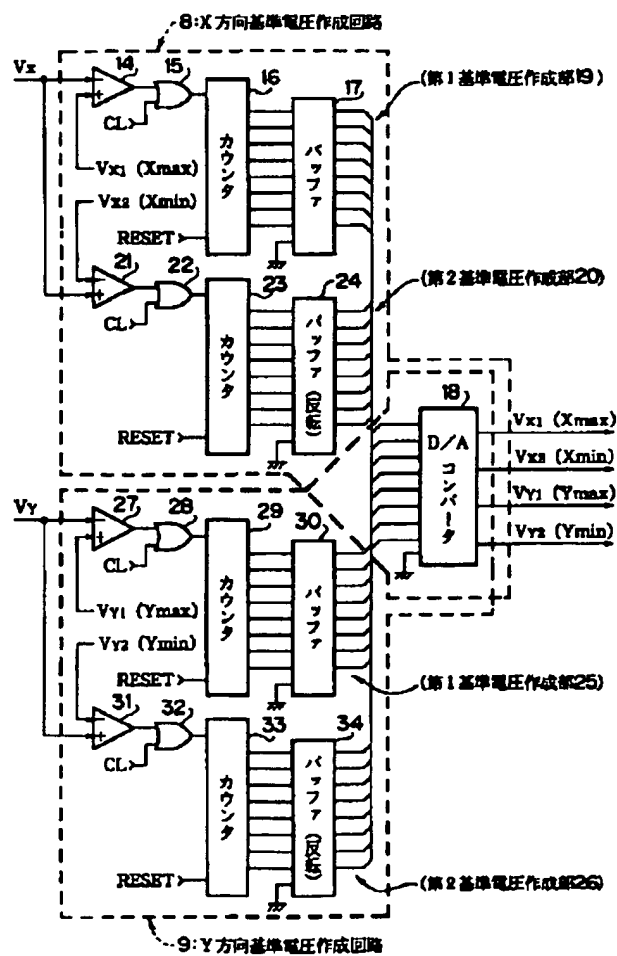 8:X方向基準電圧作成回路
VX
14
15
16
17
(第1基準電圧作成部19)
CL
カウンタ
バッファ
VX1 (Xmax)
VX2 (Xmin)
RESET
21
22
23
24
(第2基準電圧作成部20)
CL
カウンタ
バッファ
RESET
18
D/Aコンバータ
VX1 (Xmax)
VX2 (Xmin)
VY1 (Ymax)
VY2 (Ymin)
VY
27
28
29
30
CL
カウンタ
バッファ
VY1 (Ymax)
VY2 (Ymin)
RESET
(第1基準電圧作成部25)
31
32
33
34
CL
カウンタ
バッファ
RESET
(第2基準電圧作成部26)
9:Y方向基準電圧作成回路